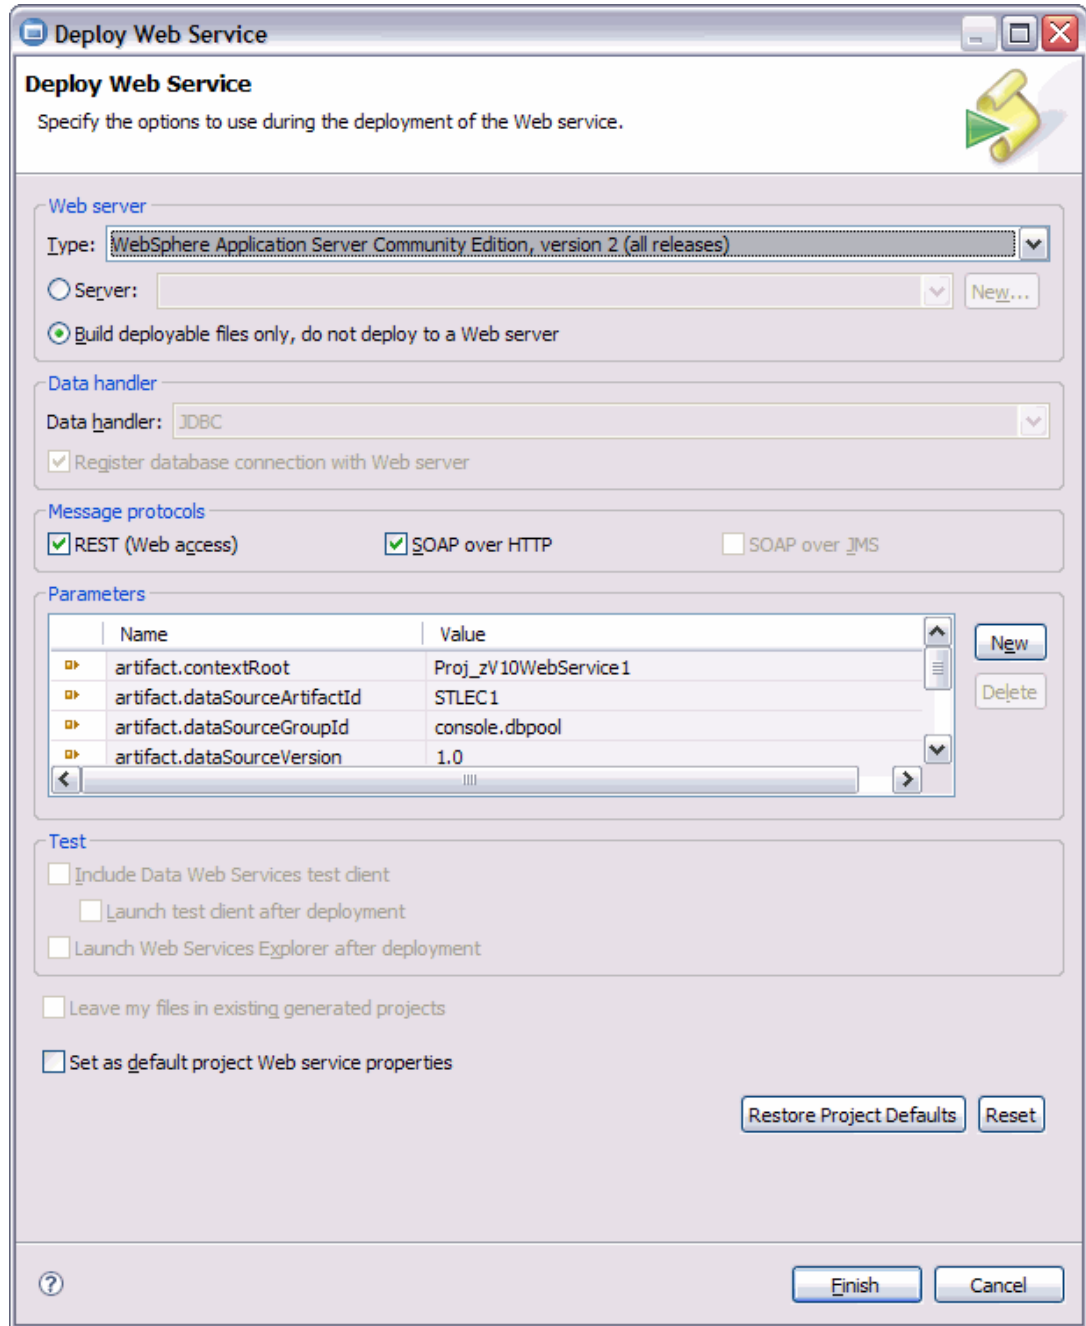 Deploy Web Service
Deploy Web Service
Specify the options to use during the deployment of the Web service.
Web server
Type: WebSphere Application Server Community Edition, version 2 (all releases)
Server: New...
Build deployable files only, do not deploy to a Web server
Data handler
Data handler: JDBC
Register database connection with Web server
Message protocols
REST (Web access) SOAP over HTTP SOAP over JMS
Parameters
Name Value New
artifact.contextRoot Proj_zV10WebService1
artifact.dataSourceArtifactId STLEC1 Delete
artifact.dataSourceGroupId console.dbpool
artifact.dataSourceVersion 1.0
Test
Include Data Web Services test client
Launch test client after deployment
Launch Web Services Explorer after deployment
Leave my files in existing generated projects
Set as default project Web service properties
Restore Project Defaults Reset
? Finish Cancel